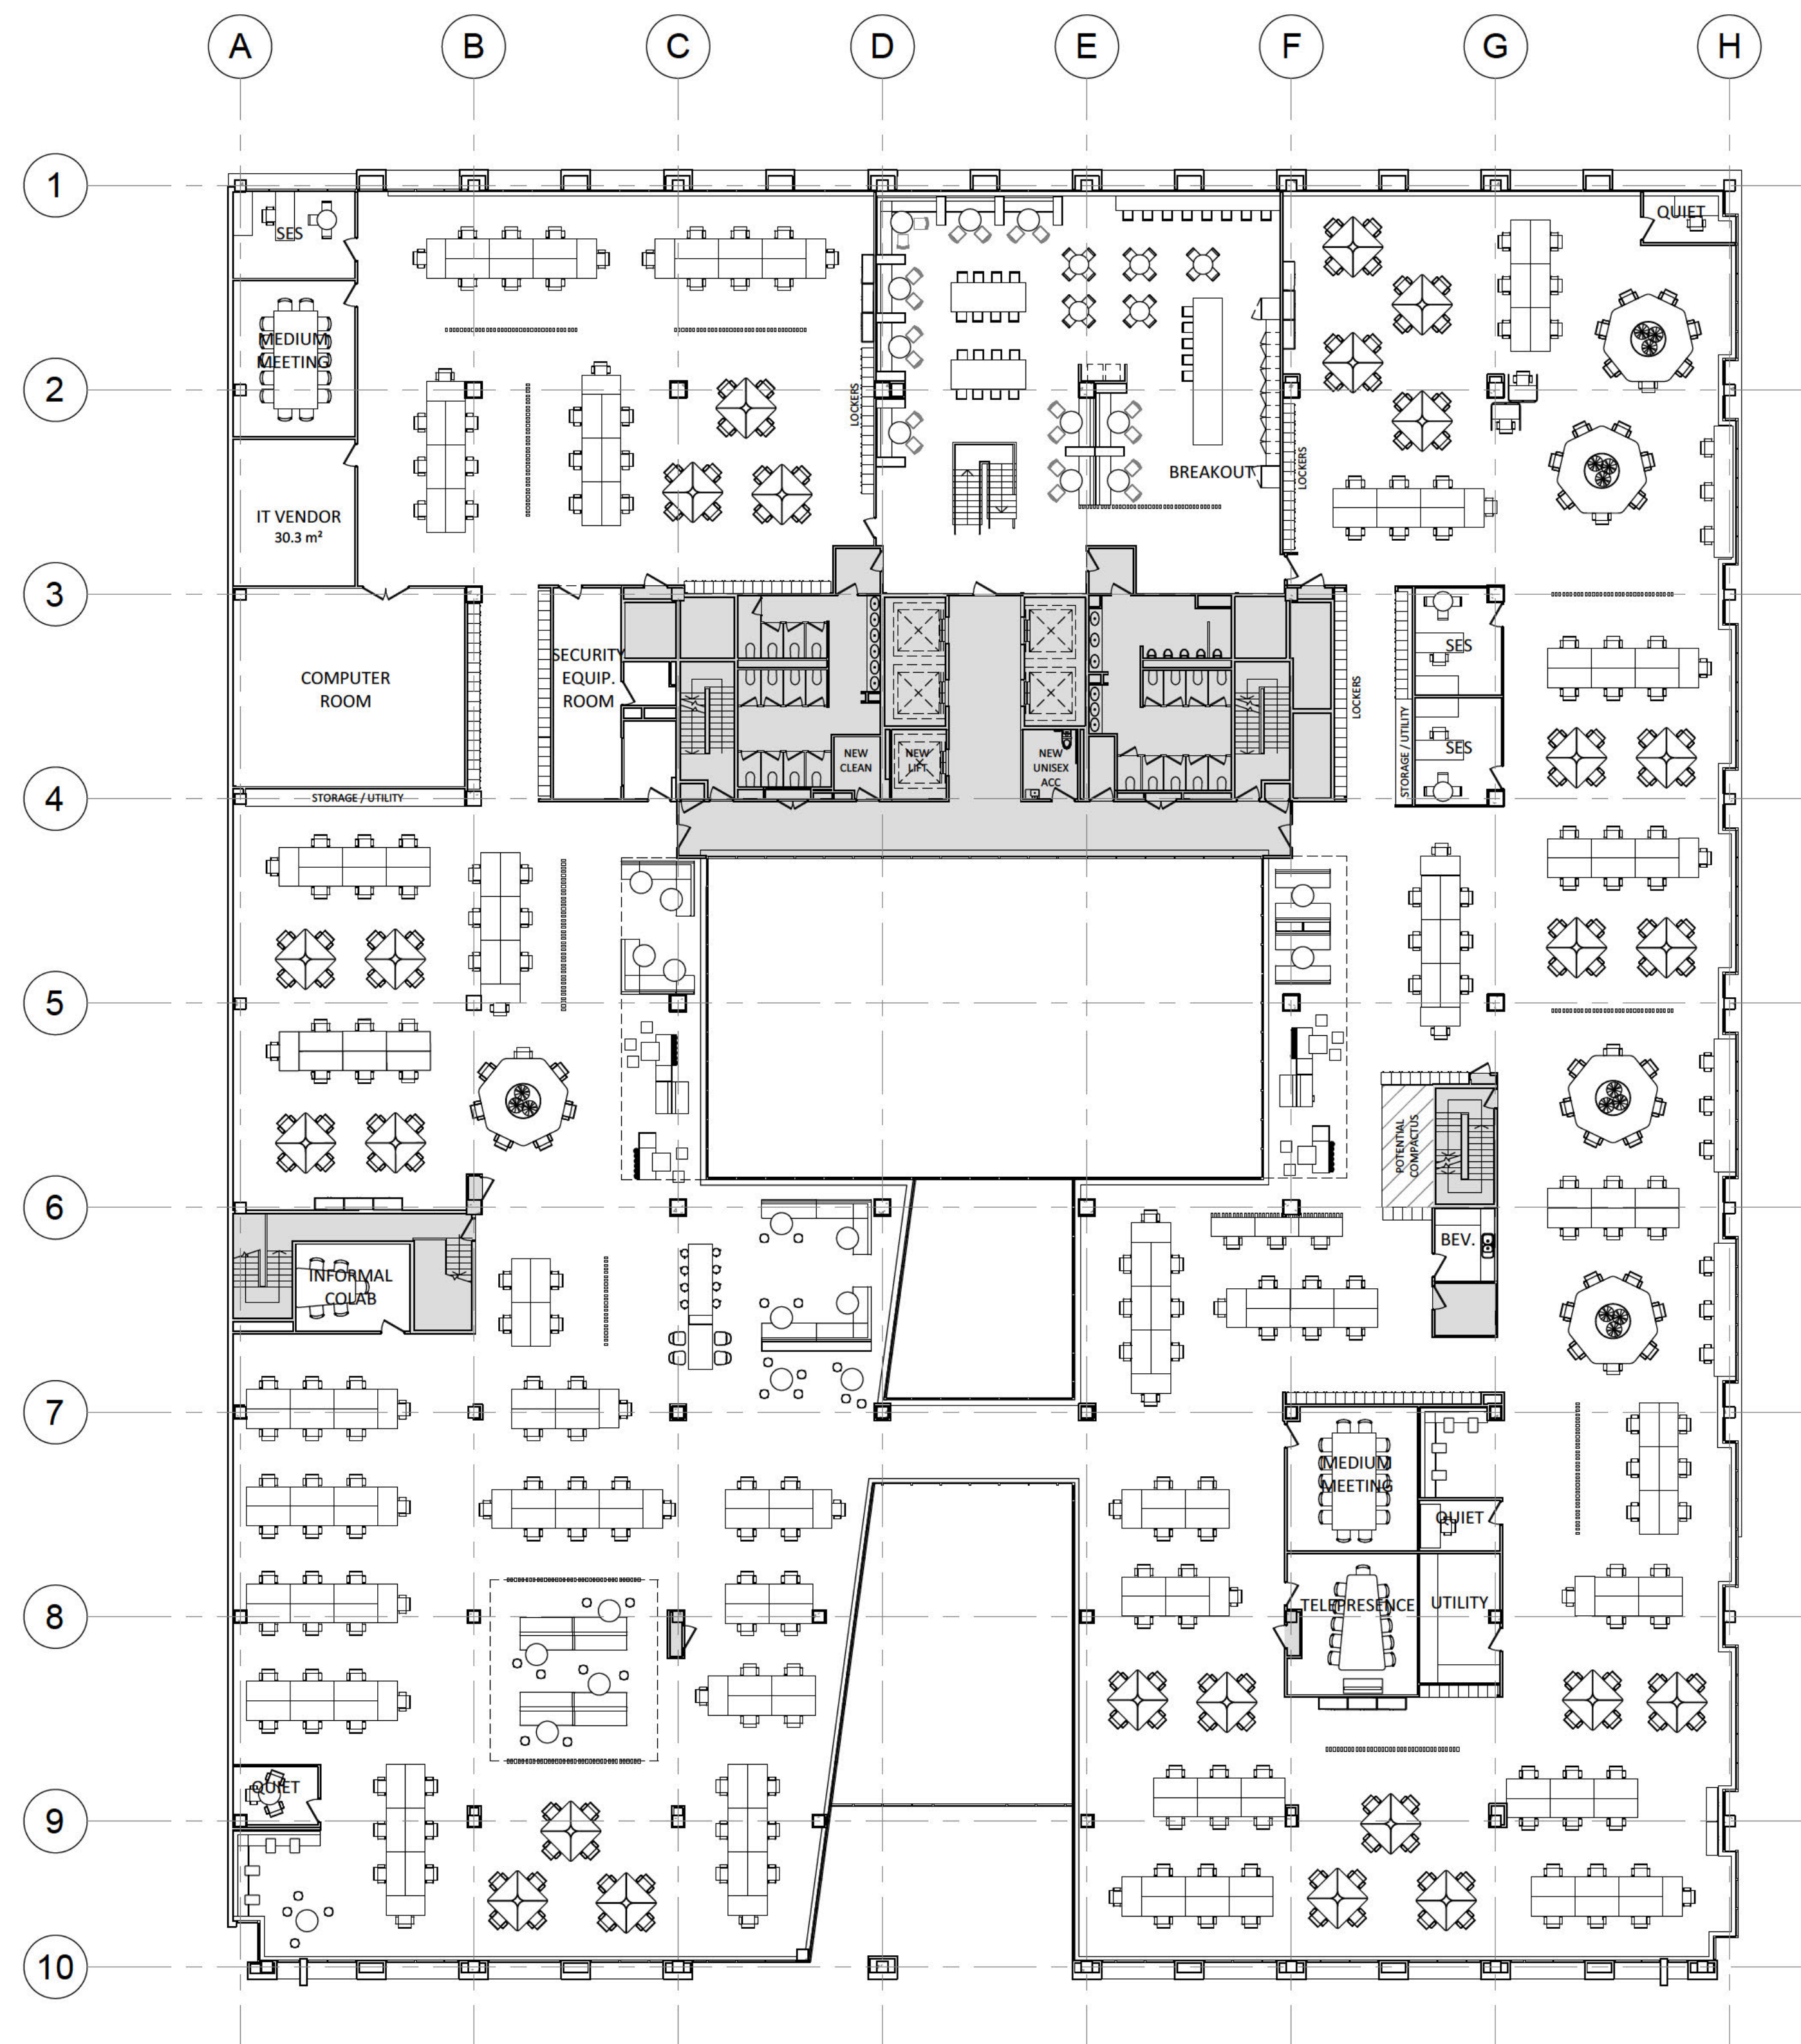 A B C D E F G H
1
SES
QUIET
MEDIUM
MEETING
2
LOCKERS
BREAKOUT
LOCKERS
IT VENDOR
30.3 m²
3
COMPUTER
ROOM
SECURITY
EQUIP.
ROOM
SES
LOCKERS
STORAGE / UTILITY
SES
NEW
CLEAN
NEW
LIFT
NEW
UNISEX
ACC
4
STORAGE / UTILITY
5
POTENTIAL
COMPACTUS
6
BEV.
INFORMAL
COLAB
7
MEDIUM
MEETING
QUIET
8
TELEPRESENCE
UTILITY
QUIET
9
10